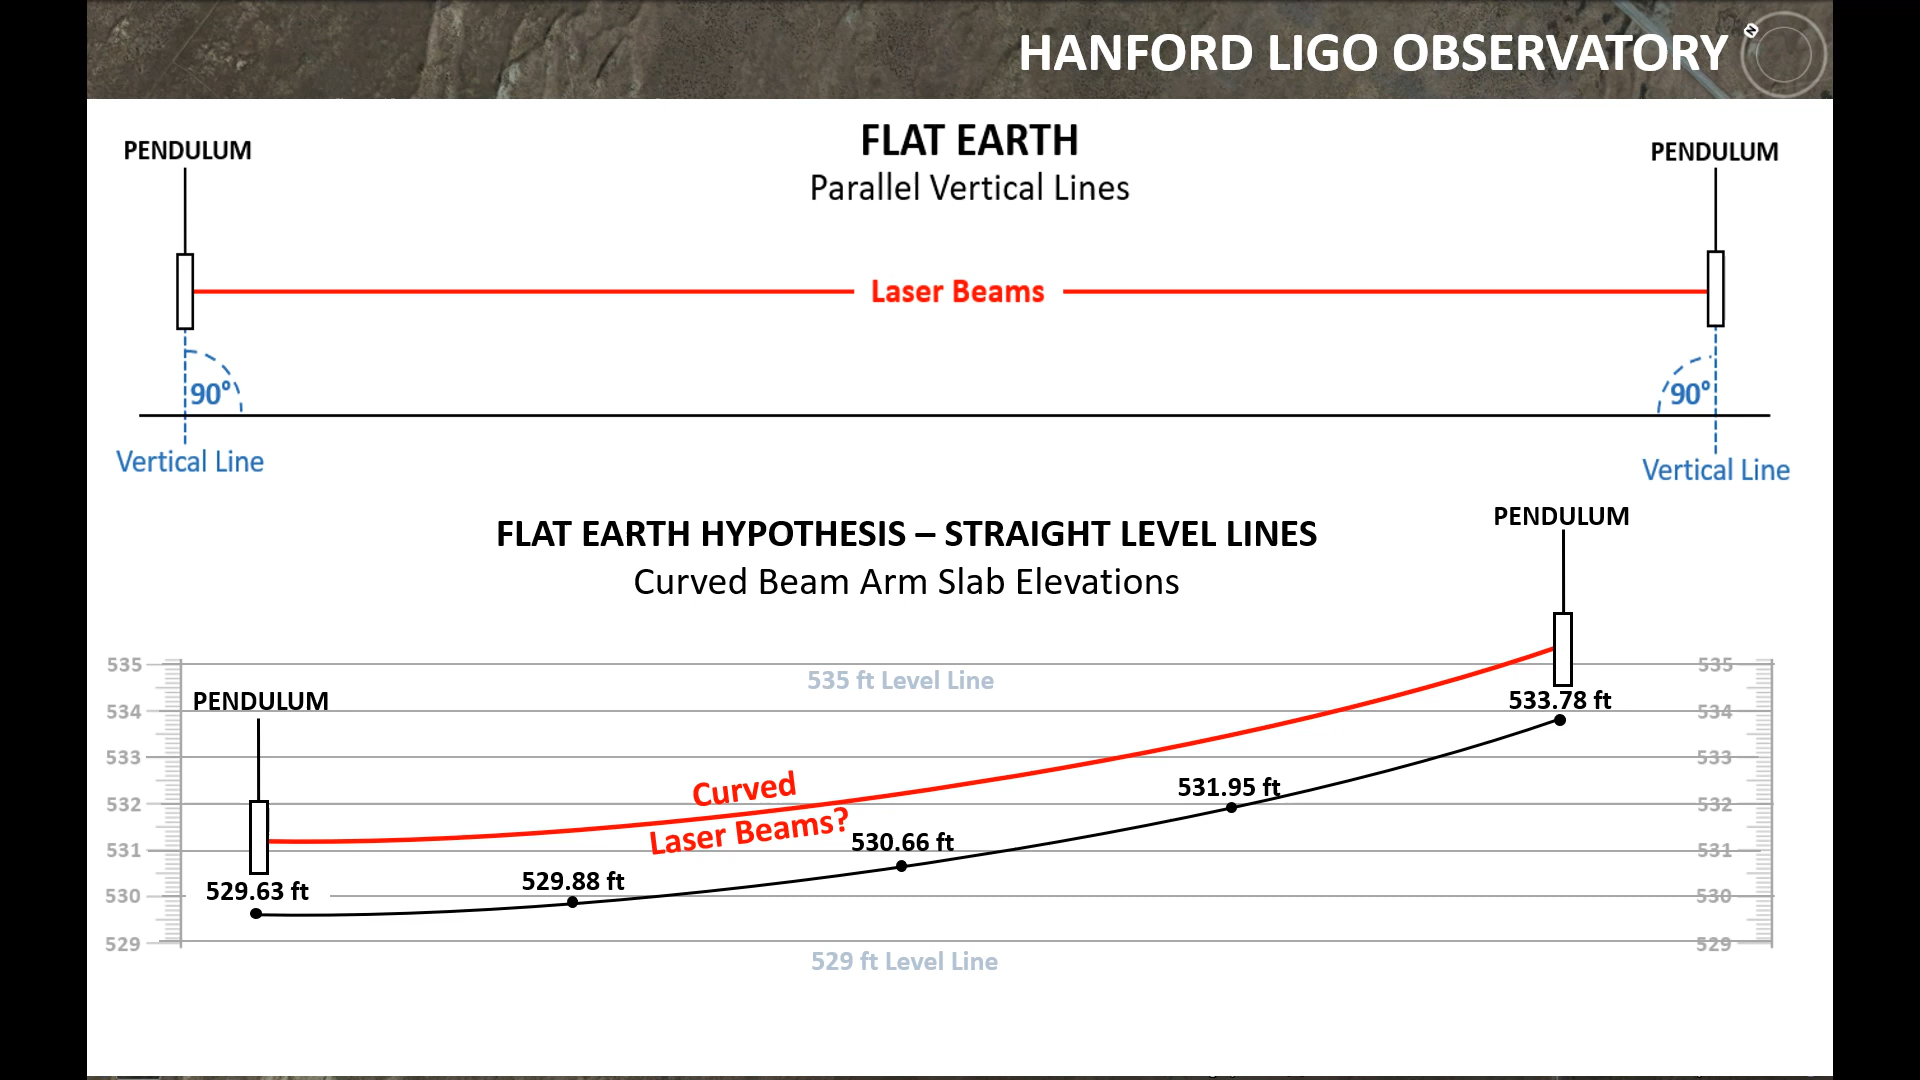 HANFORD LIGO OBSERVATORY
N
FLAT EARTH
Parallel Vertical Lines
PENDULUM
PENDULUM
Laser Beams
90°
90°
Vertical Line
Vertical Line
FLAT EARTH HYPOTHESIS – STRAIGHT LEVEL LINES
Curved Beam Arm Slab Elevations
PENDULUM
535
535 ft Level Line
535
PENDULUM
533.78 ft
534
534
533
533
Curved
Laser Beams?
531.95 ft
532
532
530.66 ft
531
531
529.63 ft
529.88 ft
530
530
529
529
529 ft Level Line